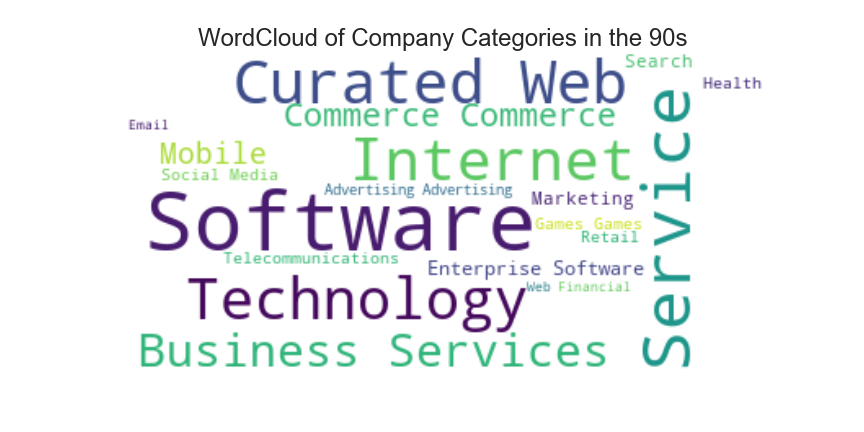 WordCloud of Company Categories in the 90s
Search
Curated Web
Health
Commerce Commerce
Email
Mobile
Internet
Social Media
Advertising Advertising
Marketing
Software
Games Games
Retail
Service
Telecommunications
Enterprise Software
Technology
Web Financial
Business Services